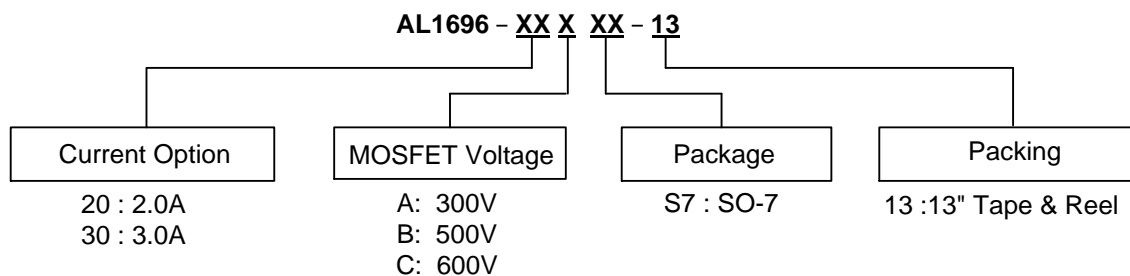 AL1696 – XX X XX – 13
Current Option
20 : 2.0A
30 : 3.0A
MOSFET Voltage
A: 300V
B: 500V
C: 600V
Package
S7 : SO-7
Packing
13 :13" Tape & Reel